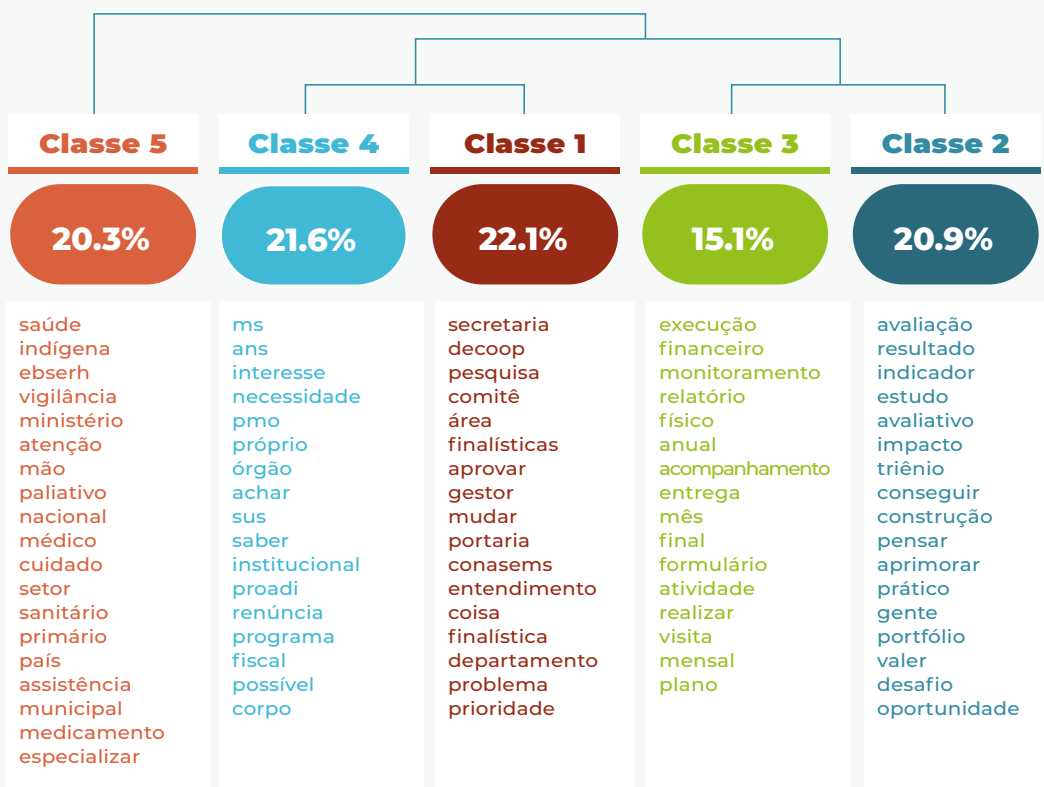 Classe 5
20.3%
saúde
indígena
ebserh
vigilância
ministério
atenção
mão
paliativo
nacional
médico
cuidado
setor
sanitário
primário
país
assistência
municipal
medicamento
especializar
Classe 4
21.6%
ms
ans
interesse
necessidade
pmo
próprio
órgão
achar
sus
saber
institucional
proadi
renúncia
programa
fiscal
possível
corpo
Classe 1
22.1%
secretaria
decoop
pesquisa
comitê
área
finalísticas
aprovar
gestor
mudar
portaria
conasems
entendimento
coisa
finalística
departamento
problema
prioridade
Classe 3
15.1%
execução
financeiro
monitoramento
relatório
físico
anual
acompanhamento
entrega
mês
final
formulário
atividade
realizar
visita
mensal
plano
Classe 2
20.9%
avaliação
resultado
indicador
estudo
avaliativo
impacto
triênio
conseguir
construção
pensar
aprimorar
prático
gente
portfólio
valer
desafio
oportunidade